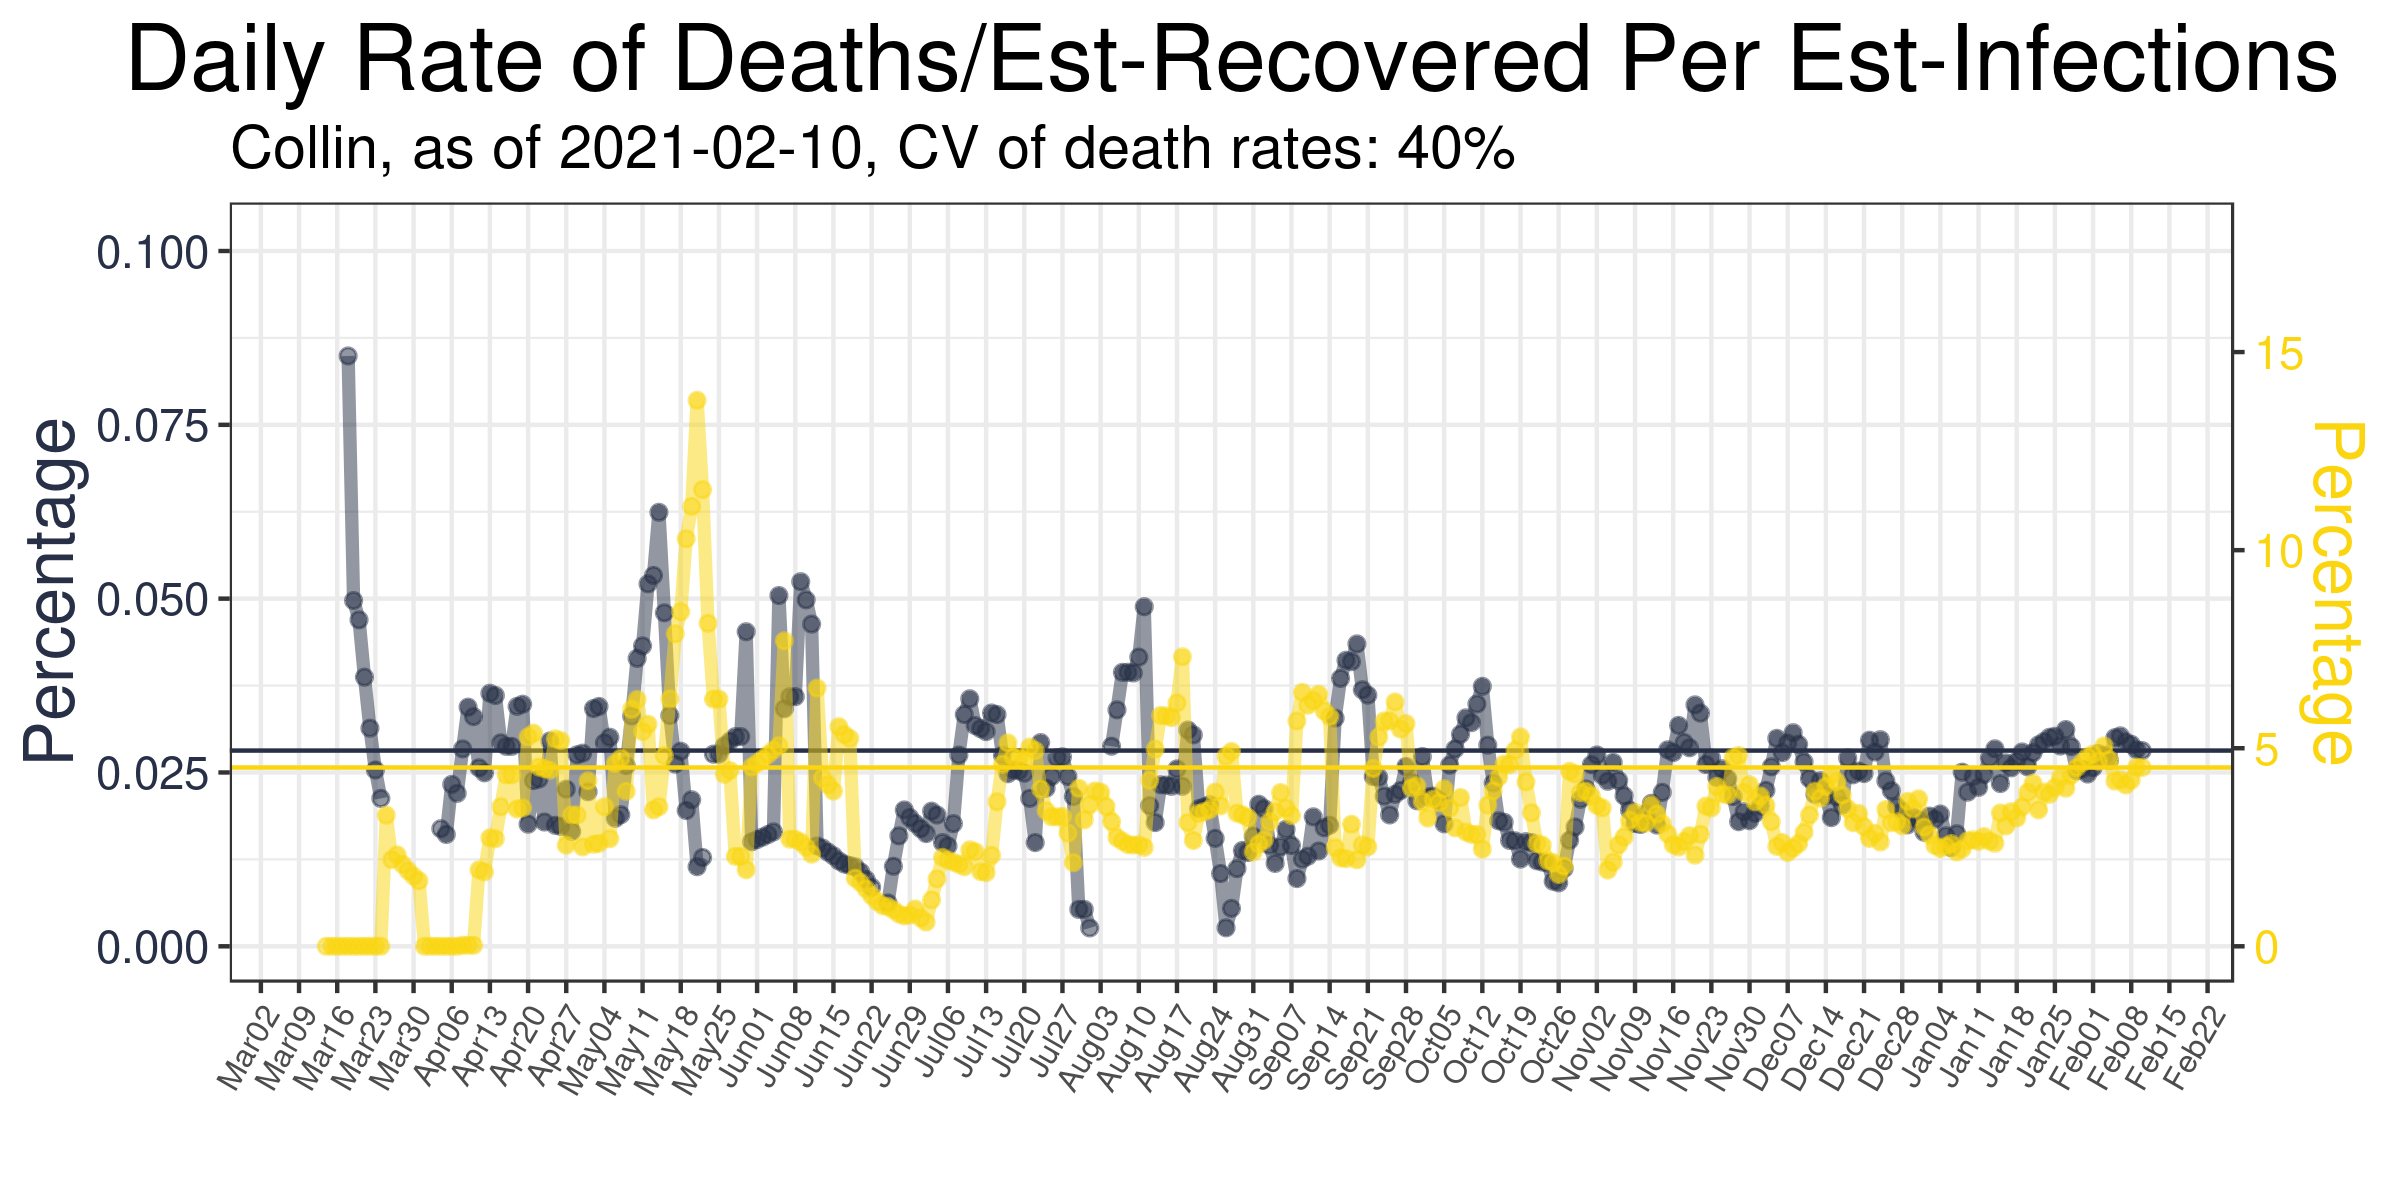 Daily Rate of Deaths/Est-Recovered Per Est-Infections
Collin, as of 2021-02-10, CV of death rates: 40%
Percentage
0.100
0.075
0.050
0.025
0.000
15
10
5
0
Percentage
Mar02 Mar09 Mar16 Mar23 Mar30 Apr06 Apr13 Apr20 Apr27 May04 May11 May18 May25 Jun01 Jun08 Jun15 Jun22 Jun29 Jul06 Jul13 Jul20 Jul27 Aug03 Aug10 Aug17 Aug24 Aug31 Sep07 Sep14 Sep21 Sep28 Oct05 Oct12 Oct19 Oct26 Nov02 Nov09 Nov16 Nov23 Nov30 Dec07 Dec14 Dec21 Dec28 Jan04 Jan11 Jan18 Jan25 Feb01 Feb08 Feb15 Feb22